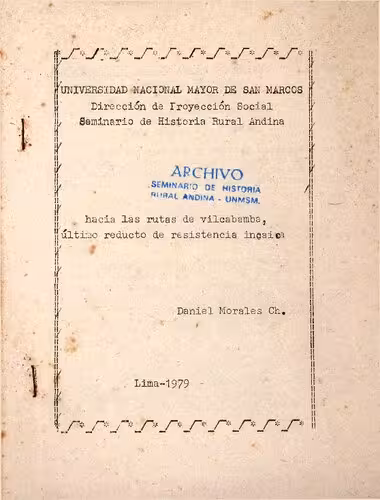 UNIVERSIDAD NACIONAL MAYOR DE SAN MARCOS
Dirección de Proyección Social
Seminario de Historia Rural Andina
ARCHIVO
SEMINARIO DE HISTORIA
RURAL ANDINA - UNMSM.
hacia las rutas de vilcabamba,
último reducto de resistencia incaica
Daniel Morales Ch.
Lima-1979